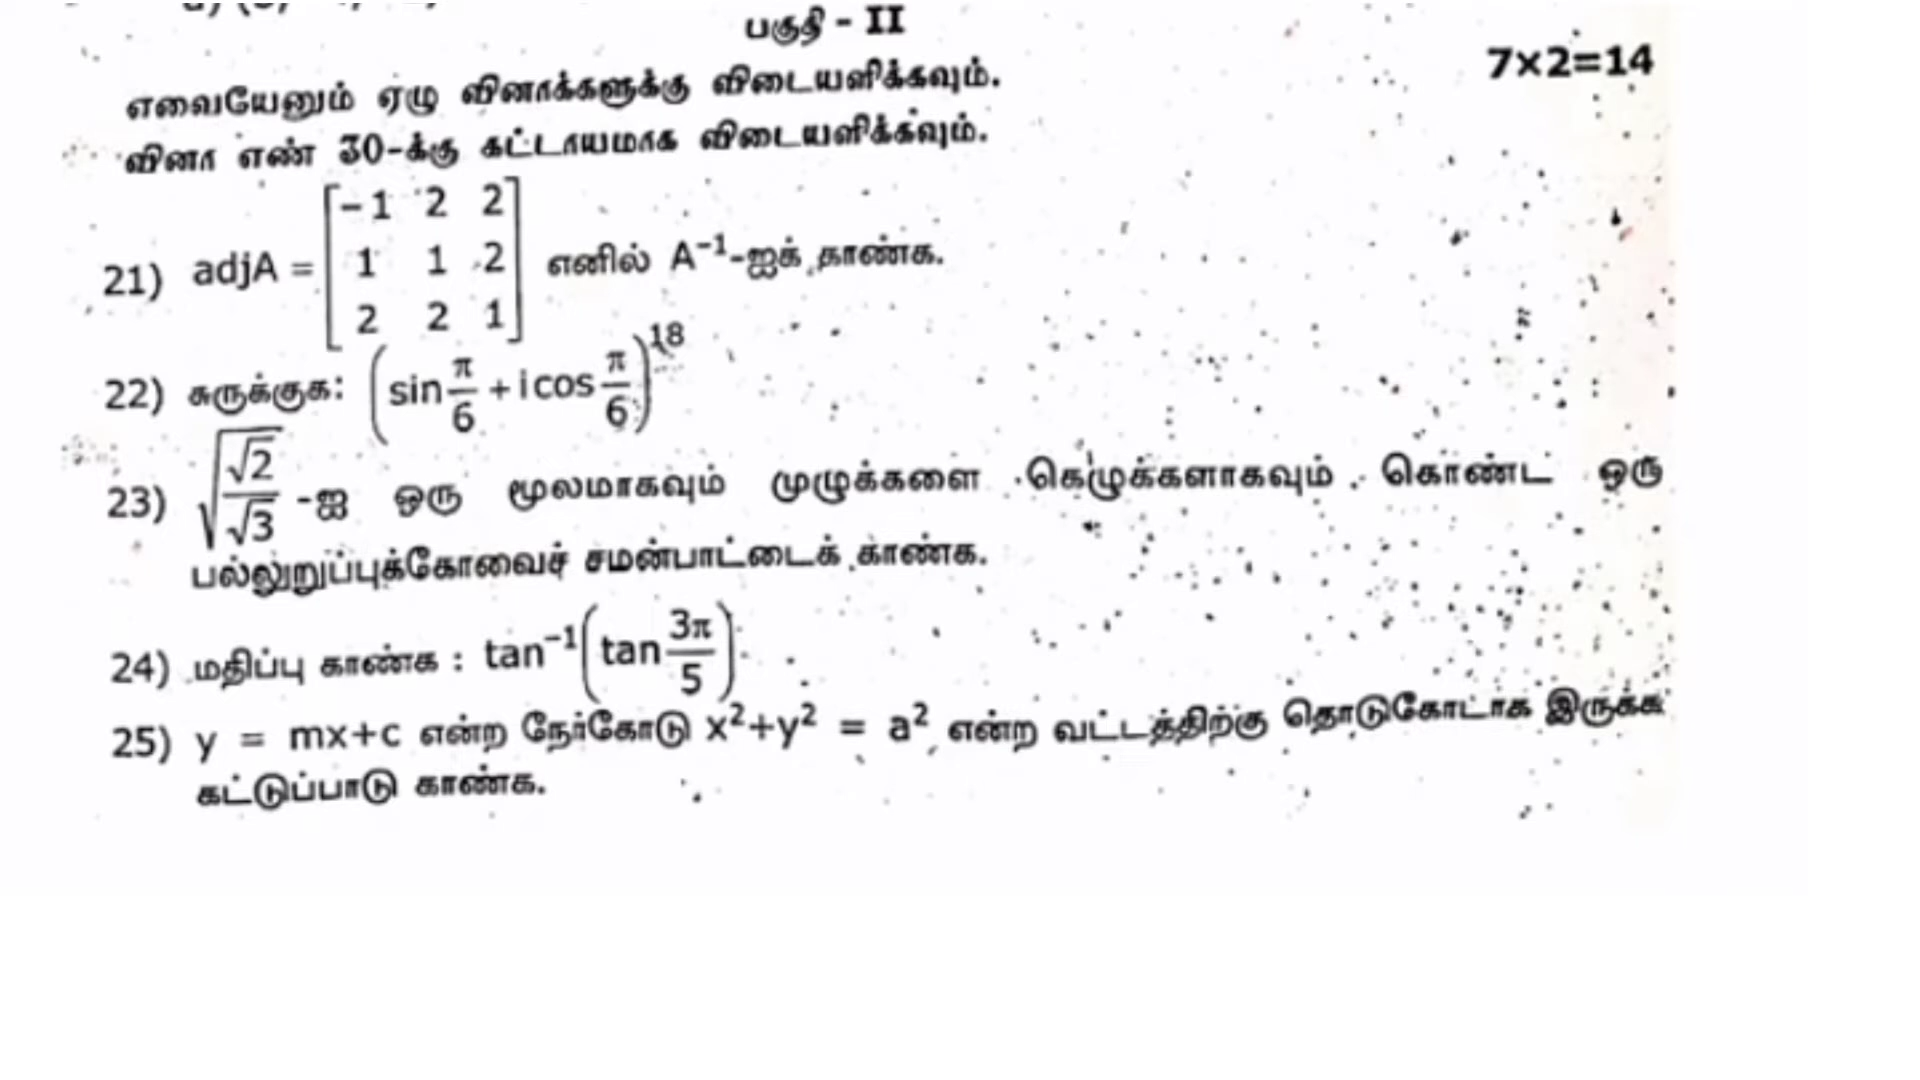 பகுதி - II
7×2=14
எவையேனும் ஏழு வினாக்களுக்கு விடையளிக்கவும்.
வினா எண் 30-க்கு கட்டாயமாக விடையளிக்கவும்.
21) adjA = [ -1 2 2 ; 1 1 2 ; 2 2 1 ] எனில் A⁻¹-ஐக் காண்க.
22) சுருக்குக: (sin π/6 + i cos π/6)¹⁸
23) √(√2/√3) -ஐ ஒரு மூலமாகவும் முழுக்களை கெழுக்களாகவும் கொண்ட ஒரு
பல்லுறுப்புக்கோவைச் சமன்பாட்டைக் காண்க.
24) மதிப்பு காண்க : tan⁻¹(tan 3π/5)
25) y = mx+c என்ற நேர்கோடு x²+y² = a² என்ற வட்டத்திற்கு தொடுகோடாக இருக்க
கட்டுப்பாடு காண்க.